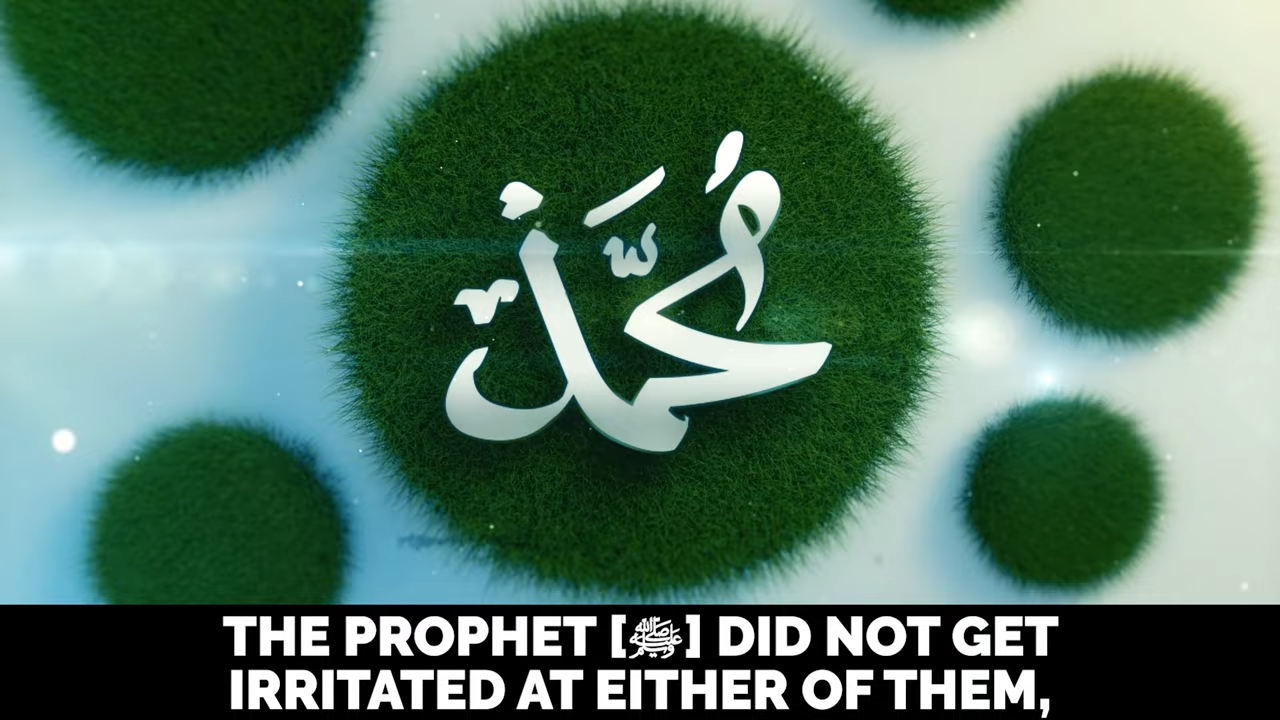 مُحَمَّدٌ
THE PROPHET [ﷺ] DID NOT GET
IRRITATED AT EITHER OF THEM,